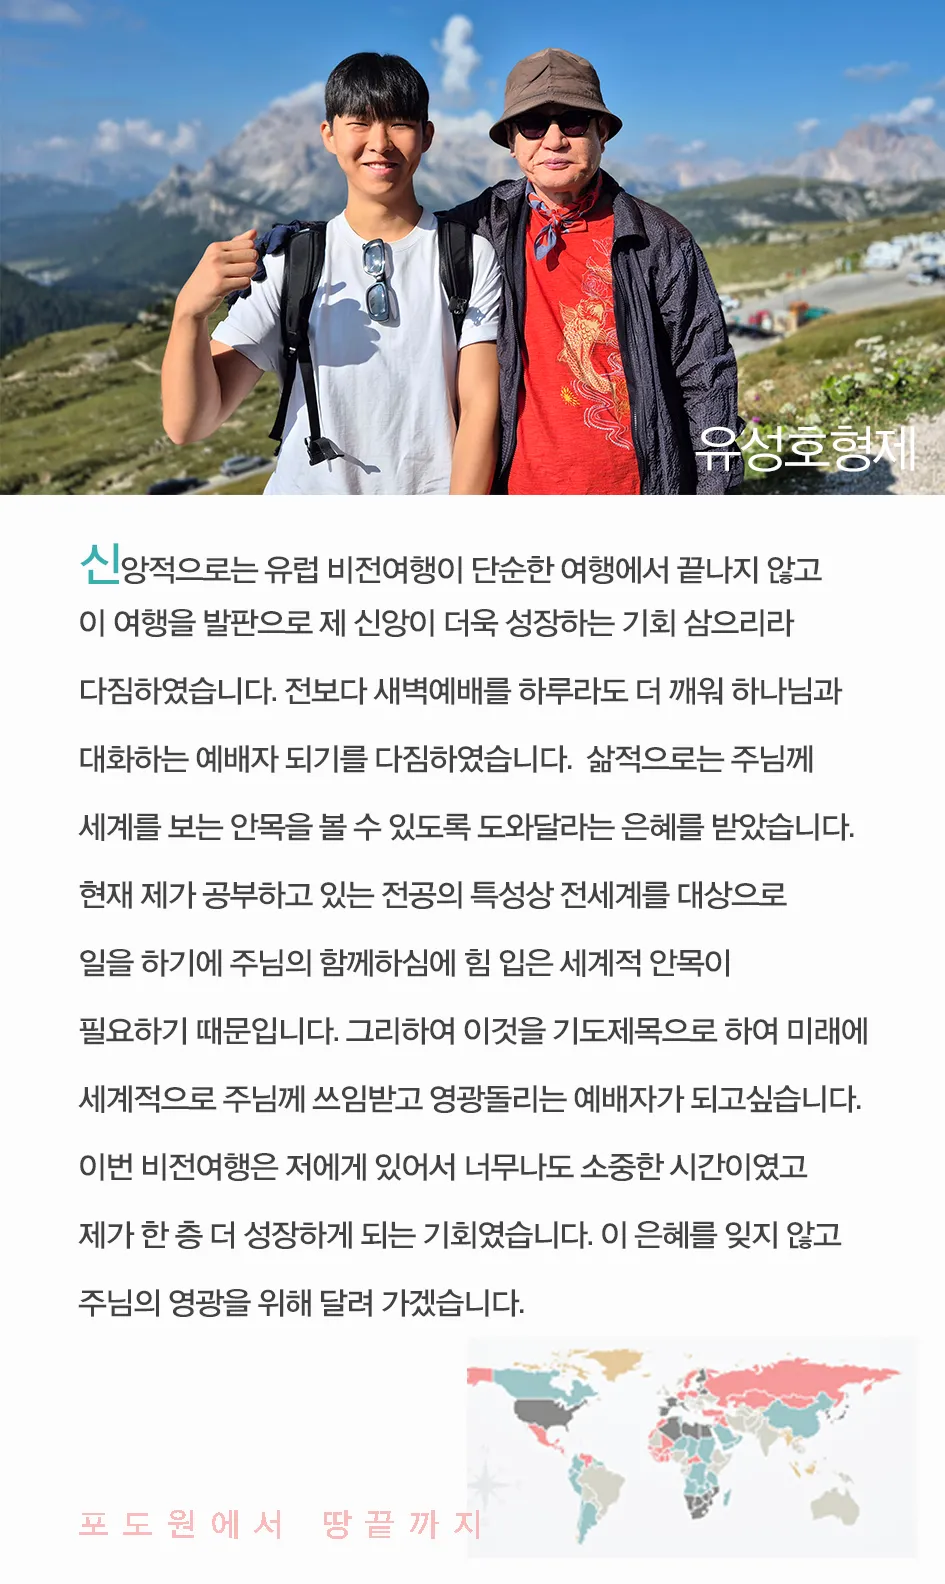 유성호형제
신앙적으로는 유럽 비전여행이 단순한 여행에서 끝나지 않고
이 여행을 발판으로 제 신앙이 더욱 성장하는 기회 삼으리라
다짐하였습니다. 전보다 새벽예배를 하루라도 더 깨워 하나님과
대화하는 예배자 되기를 다짐하였습니다. 삶적으로는 주님께
세계를 보는 안목을 볼 수 있도록 도와달라는 은혜를 받았습니다.
현재 제가 공부하고 있는 전공의 특성상 전세계를 대상으로
일을 하기에 주님의 함께하심에 힘 입은 세계적 안목이
필요하기 때문입니다. 그리하여 이것을 기도제목으로 하여 미래에
세계적으로 주님께 쓰임받고 영광돌리는 예배자가 되고싶습니다.
이번 비전여행은 저에게 있어서 너무나도 소중한 시간이였고
제가 한 층 더 성장하게 되는 기회였습니다. 이 은혜를 잊지 않고
주님의 영광을 위해 달려 가겠습니다.
포도원에서 땅끝까지